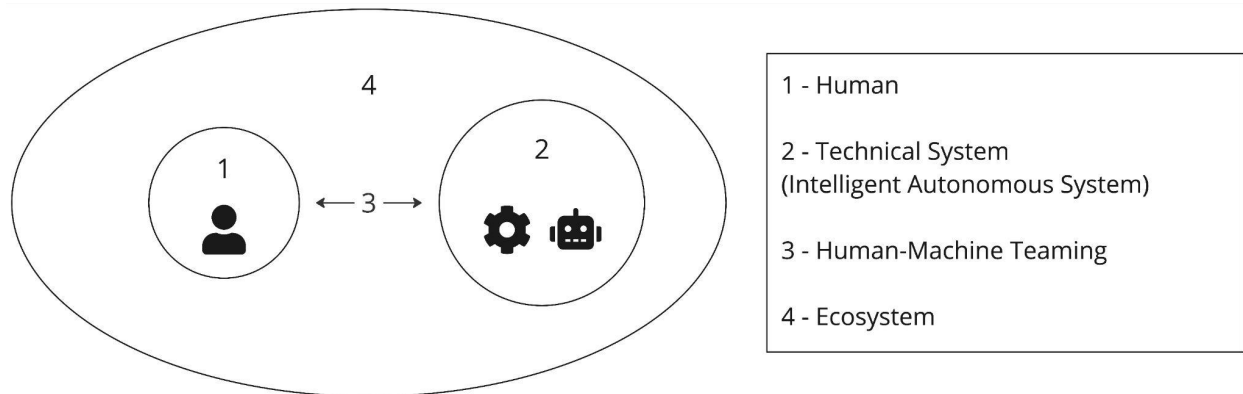 4
1
2
3
1 - Human
2 - Technical System
(Intelligent Autonomous System)
3 - Human-Machine Teaming
4 - Ecosystem